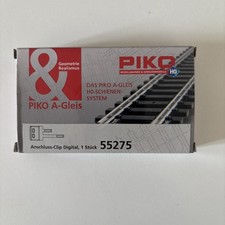 Geometrie
Realismus
&
PIKO A-Gleis
DAS PIKO A-GLEIS
H0-SCHIENEN-
SYSTEM
PIKO
H0
Anschluss-Clip Digital, 1 Stück 55275